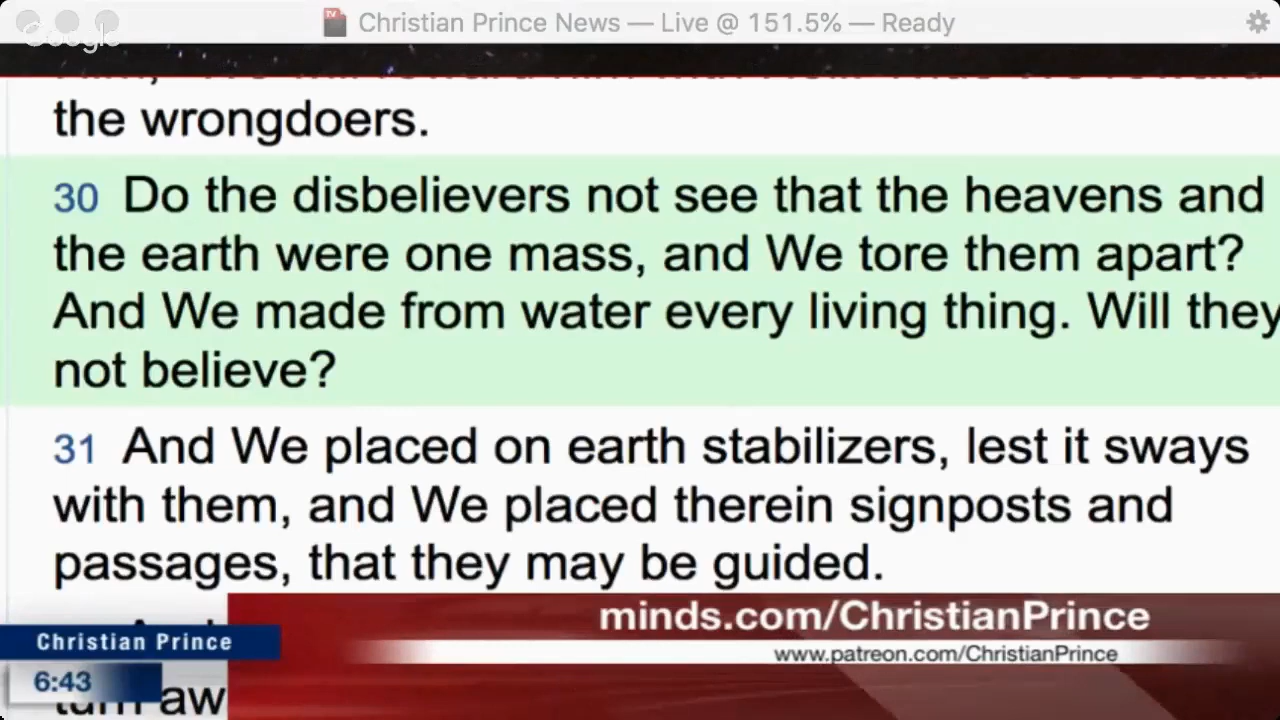 Christian Prince News — Live @ 151.5% — Ready
Google
the wrongdoers.
30 Do the disbelievers not see that the heavens and
the earth were one mass, and We tore them apart?
And We made from water every living thing. Will they
not believe?
31 And We placed on earth stabilizers, lest it sways
with them, and We placed therein signposts and
passages, that they may be guided.
minds.com/ChristianPrince
www.patreon.com/ChristianPrince
Christian Prince
6:43